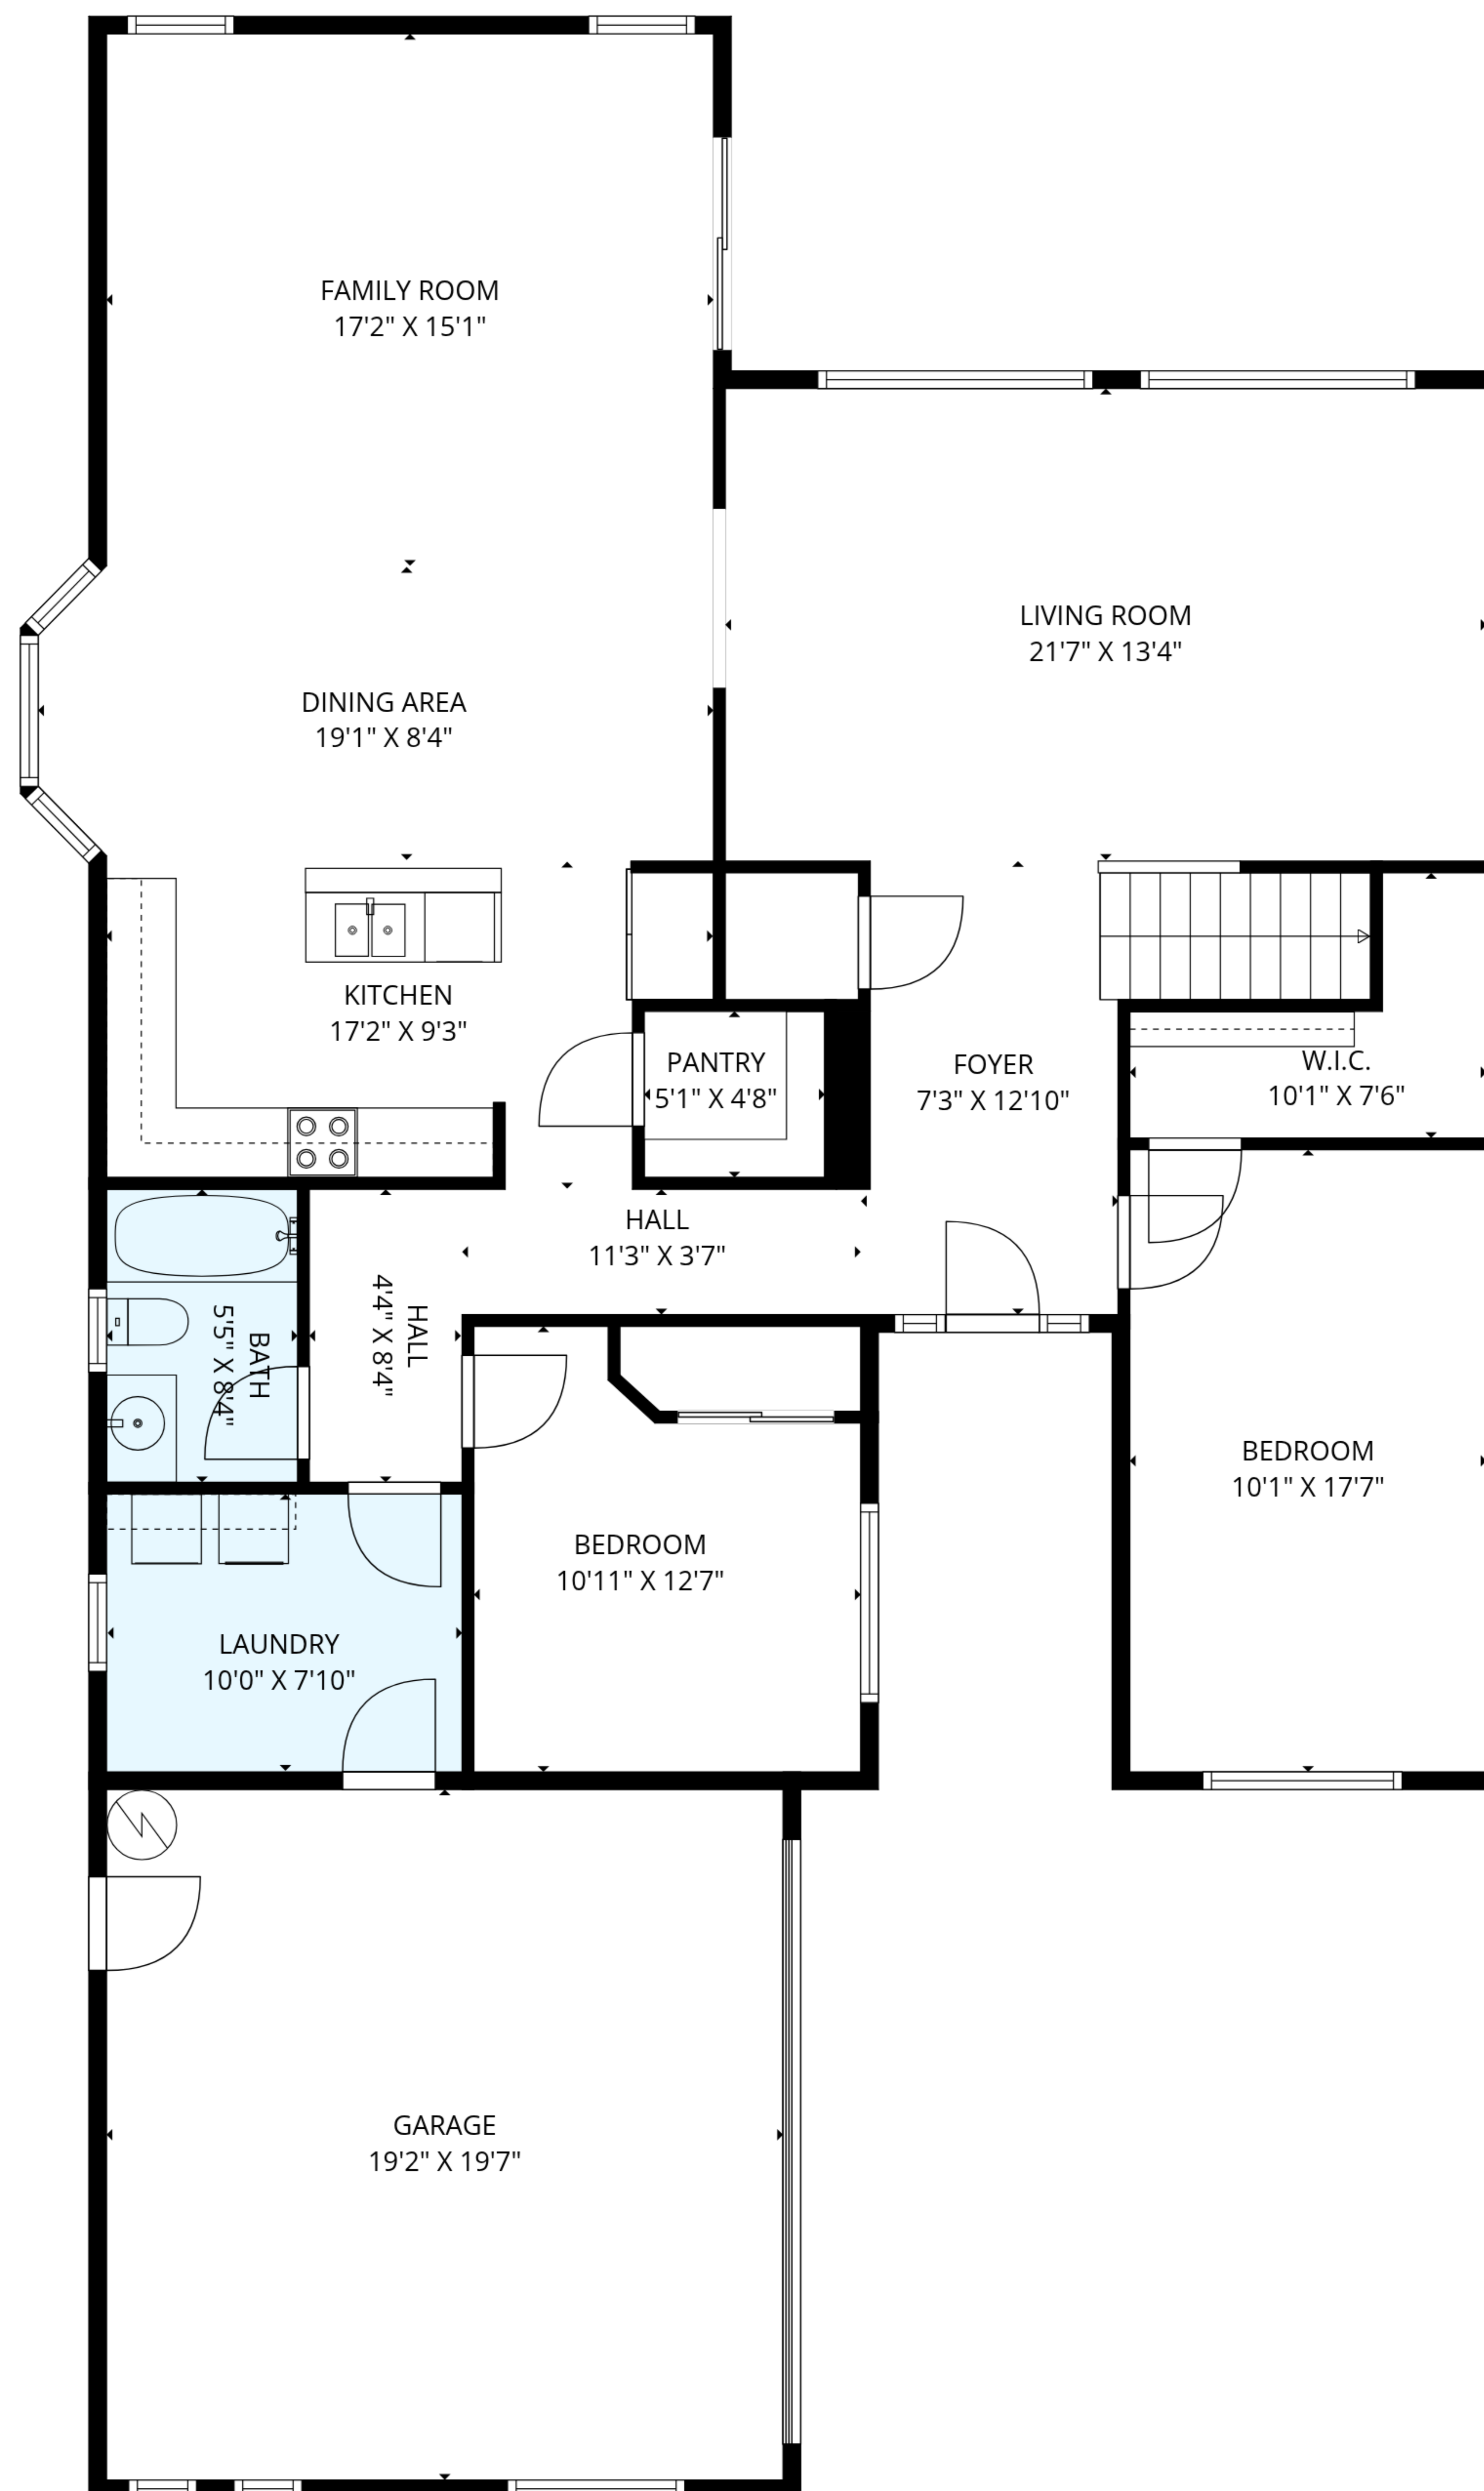 FAMILY ROOM
17'2" X 15'1"
LIVING ROOM
21'7" X 13'4"
DINING AREA
19'1" X 8'4"
KITCHEN
17'2" X 9'3"
PANTRY
5'1" X 4'8"
FOYER
7'3" X 12'10"
W.I.C.
10'1" X 7'6"
HALL
11'3" X 3'7"
HALL
4'4" X 8'4"
BATH
5'5" X 8'4"
BEDROOM
10'1" X 17'7"
BEDROOM
10'11" X 12'7"
LAUNDRY
10'0" X 7'10"
GARAGE
19'2" X 19'7"